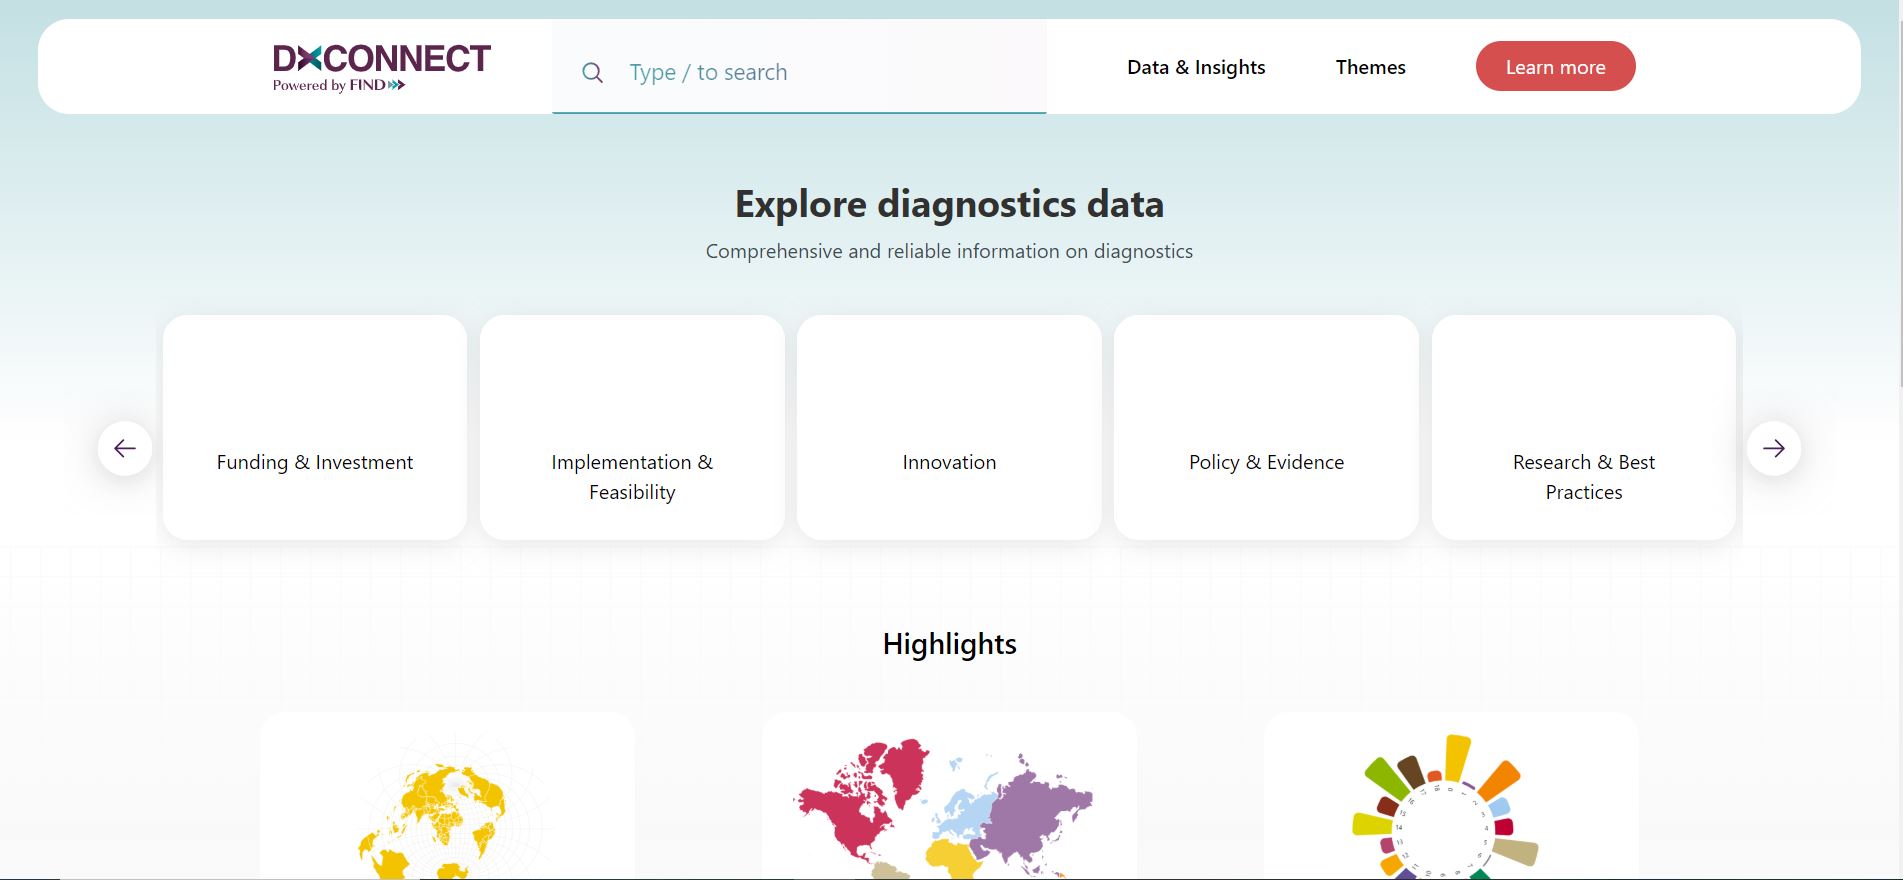 DXCONNECT
Powered by FIND
Type / to search
Data & Insights
Themes
Learn more
Explore diagnostics data
Comprehensive and reliable information on diagnostics
Funding & Investment
Implementation &
Feasibility
Innovation
Policy & Evidence
Research & Best
Practices
Highlights